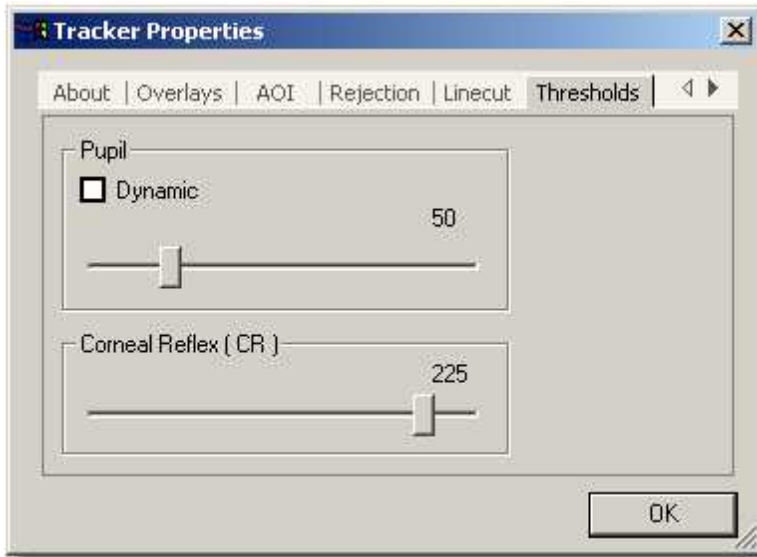 Tracker Properties
About | Overlays | AOI | Rejection | Linecut Thresholds
Pupil
Dynamic
50
Corneal Reflex ( CR )
225
OK